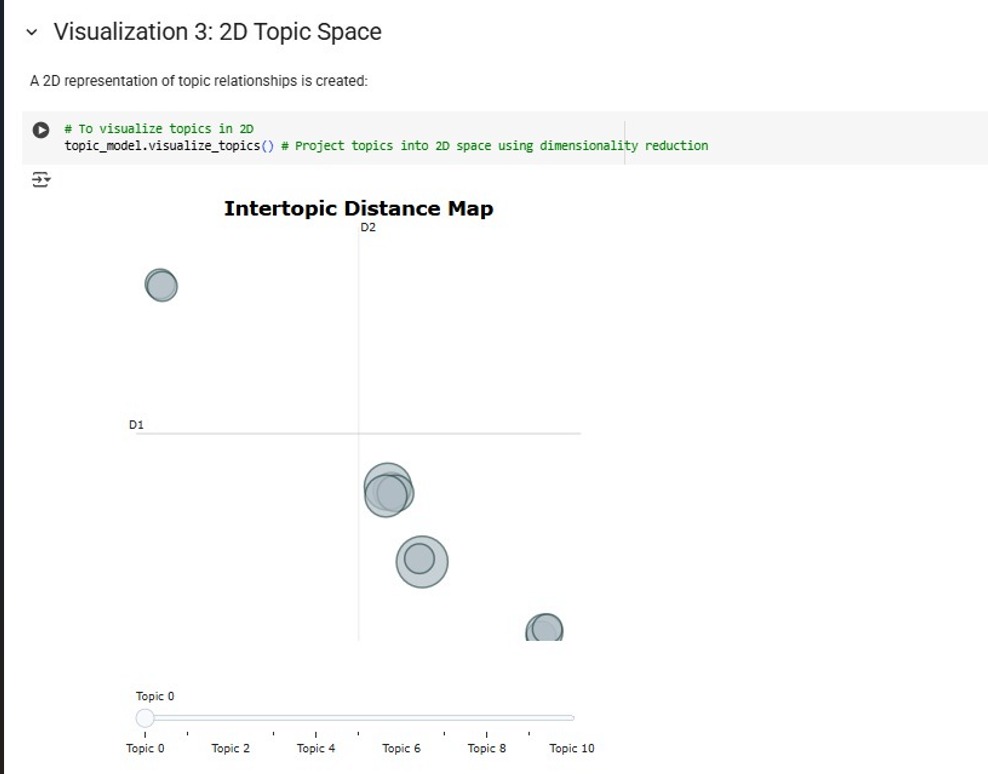 Visualization 3: 2D Topic Space
A 2D representation of topic relationships is created:
# To visualize topics in 2D
topic_model.visualize_topics() # Project topics into 2D space using dimensionality reduction
Intertopic Distance Map
D2
D1
Topic 0
Topic 0 Topic 2 Topic 4 Topic 6 Topic 8 Topic 10